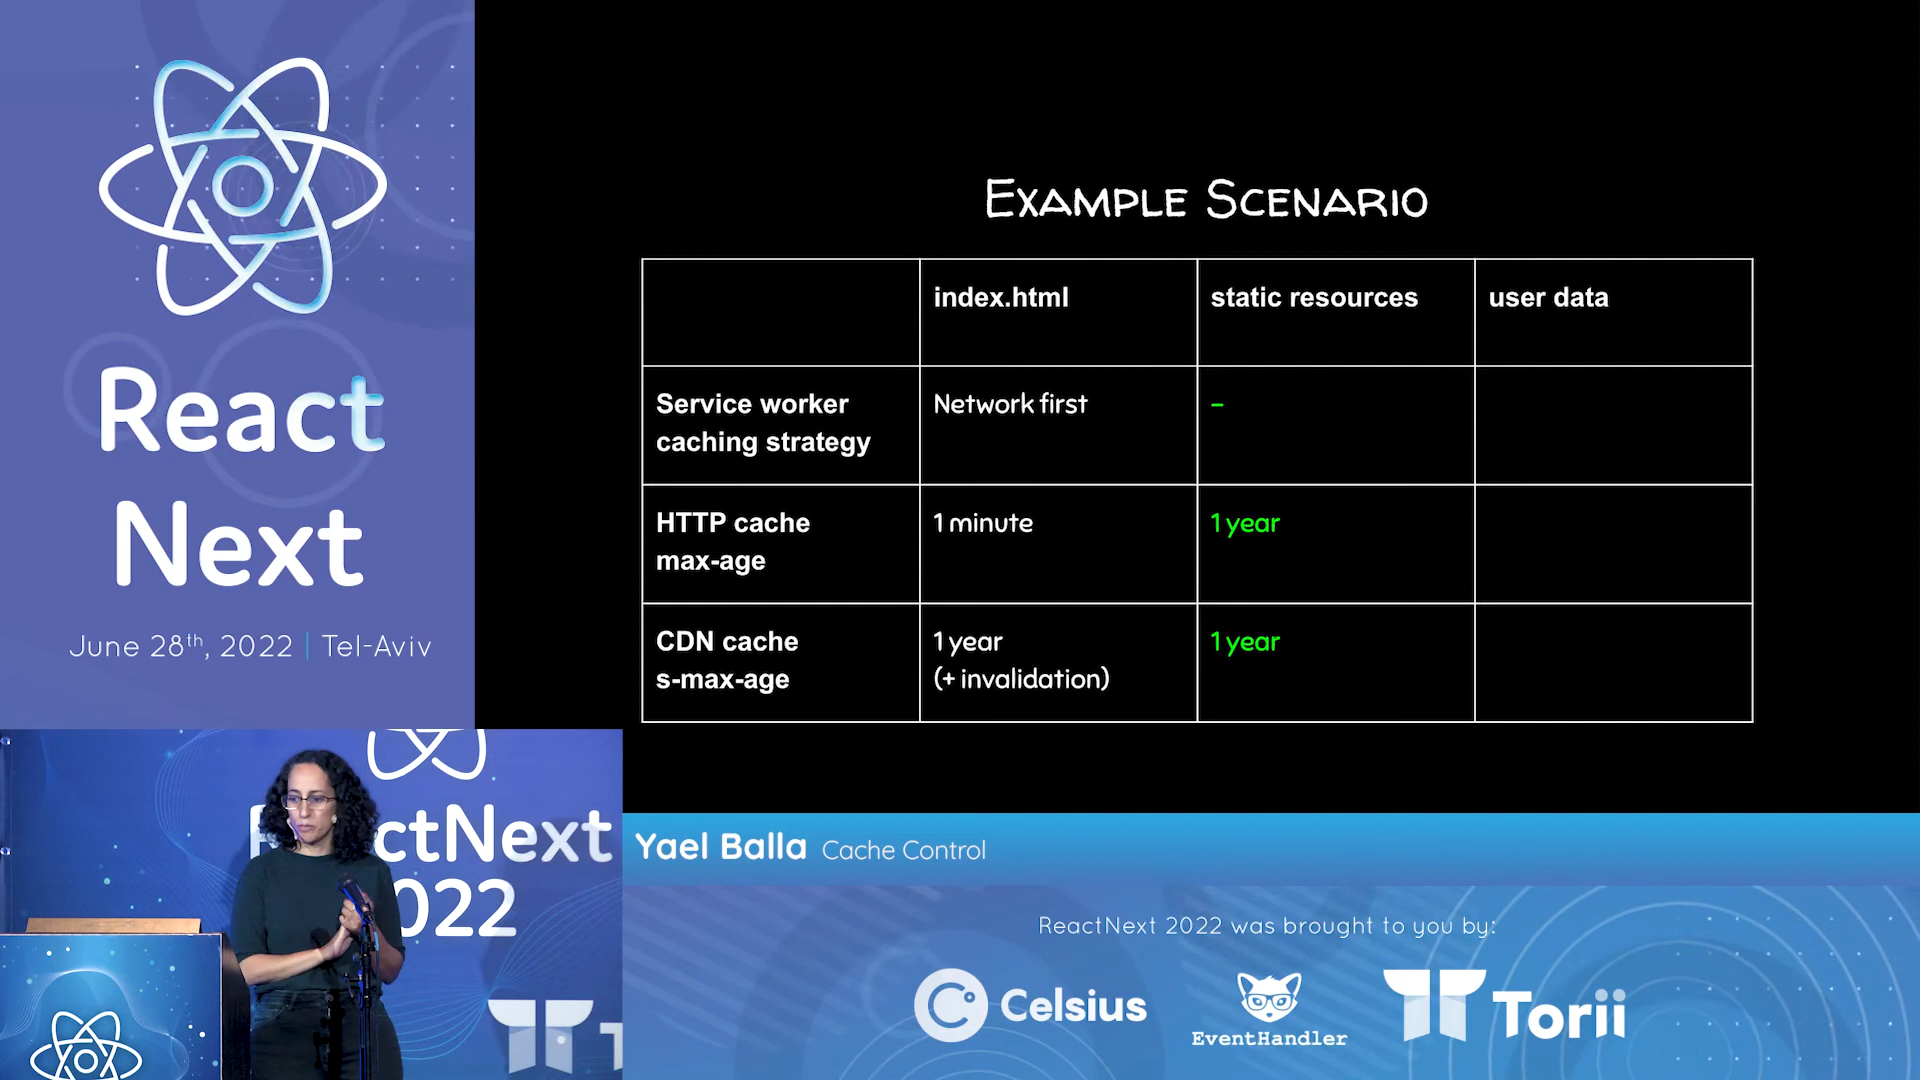 React
Next
June 28th, 2022 | Tel-Aviv
Example Scenario
index.html
static resources
user data
Service worker
caching strategy
Network first
-
HTTP cache
max-age
1 minute
1 year
CDN cache
s-max-age
1 year
(+ invalidation)
1 year
ReactNext
2022
Yael Balla Cache Control
ReactNext 2022 was brought to you by:
Celsius
EventHandler
Torii